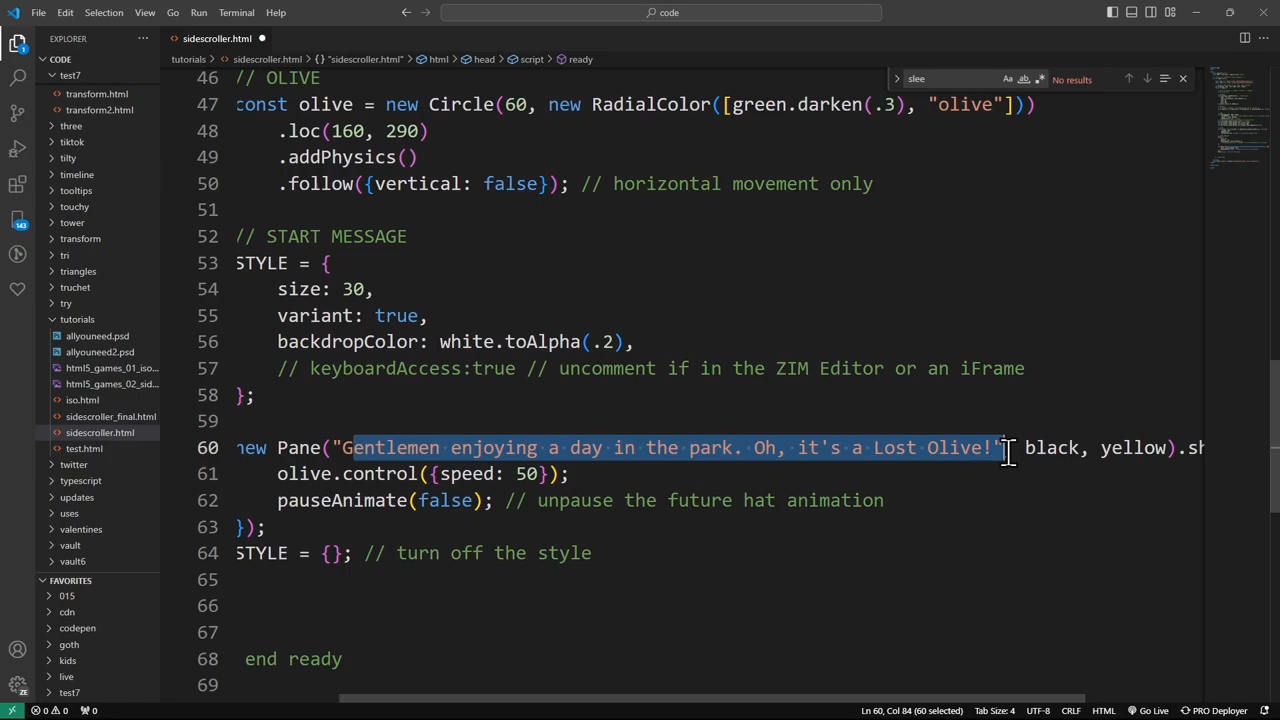 File Edit Selection View Go Run Terminal Help
code
EXPLORER
CODE
test7
transform.html
transform2.html
three
tiktok
tilty
timeline
tooltips
touchy
tower
transform
tri
triangles
truchet
try
tutorials
allyouneed.psd
allyouneed2.psd
html5_games_01_iso...
html5_games_02_sid...
iso.html
sidescroller_final.html
sidescroller.html
test.html
twitter
typescript
updates
uses
valentines
vault
vault6
FAVORITES
015
cdn
codepen
goth
kids
live
test7
1
143
ZE
sidescroller.html
tutorials > sidescroller.html > {} "sidescroller.html" > html > head > script > ready
slee Aa ab .* No results
46 // OLIVE
47 const olive = new Circle(60, new RadialColor([green.darken(.3), "olive"]))
48 .loc(160, 290)
49 .addPhysics()
50 .follow({vertical: false}); // horizontal movement only
51
52 // START MESSAGE
53 STYLE = {
54 size: 30,
55 variant: true,
56 backdropColor: white.toAlpha(.2),
57 // keyboardAccess:true // uncomment if in the ZIM Editor or an iFrame
58 };
59
60 new Pane("Gentlemen enjoying a day in the park. Oh, it's a Lost Olive!", black, yellow).sh
61 olive.control({speed: 50});
62 pauseAnimate(false); // unpause the future hat animation
63 });
64 STYLE = {}; // turn off the style
65
66
67
68 end ready
69
0 0 0 Ln 60, Col 84 (60 selected) Tab Size: 4 UTF-8 CRLF HTML Go Live PRO Deployer